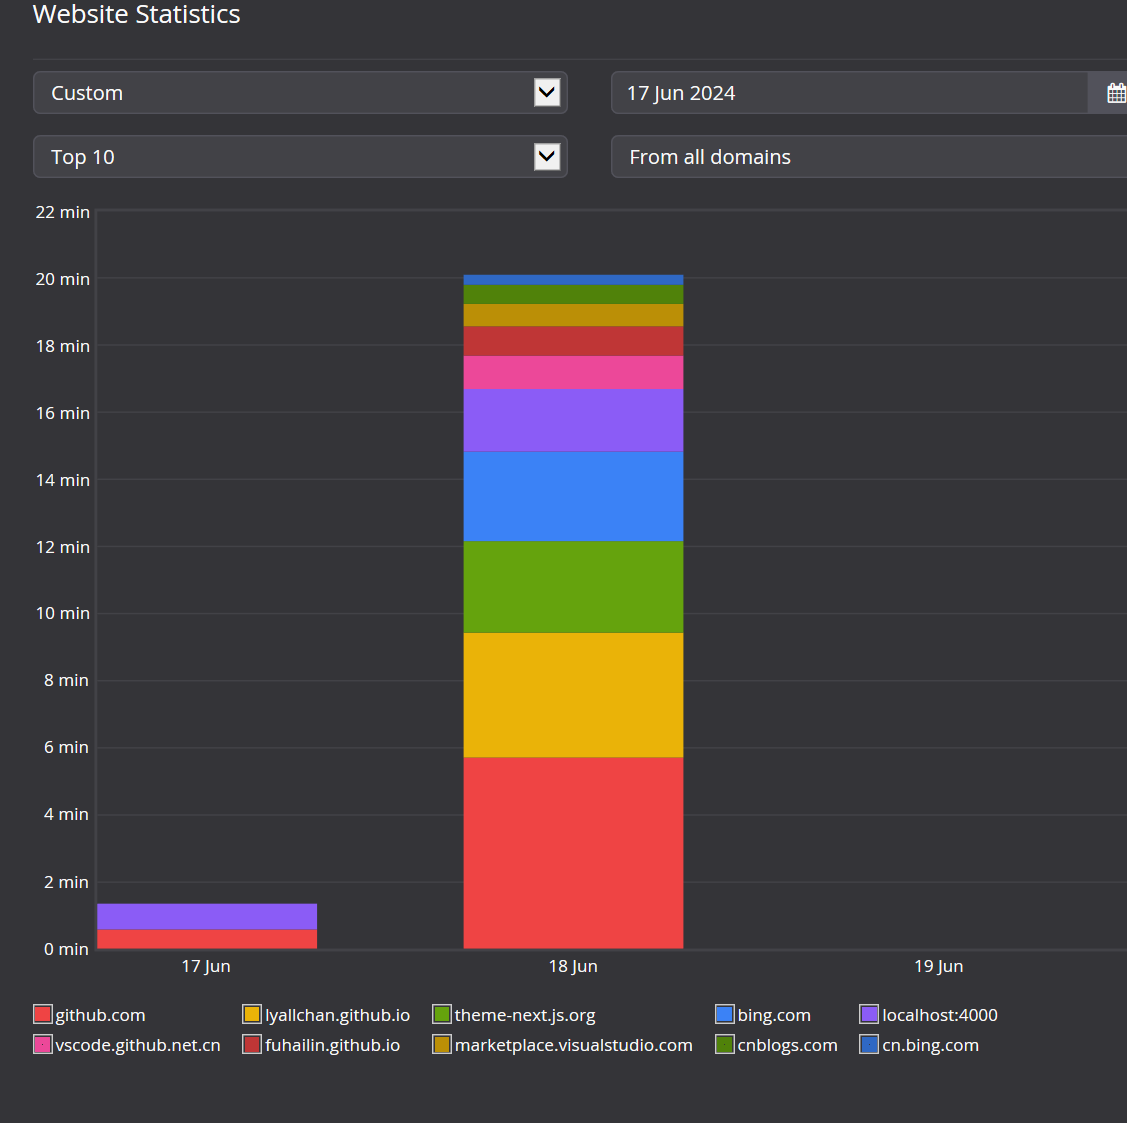 Website Statistics
Custom
17 Jun 2024
Top 10
From all domains
22 min
20 min
18 min
16 min
14 min
12 min
10 min
8 min
6 min
4 min
2 min
0 min
17 Jun
18 Jun
19 Jun
github.com
lyallchan.github.io
theme-next.js.org
bing.com
localhost:4000
vscode.github.net.cn
fuhailin.github.io
marketplace.visualstudio.com
cnblogs.com
cn.bing.com